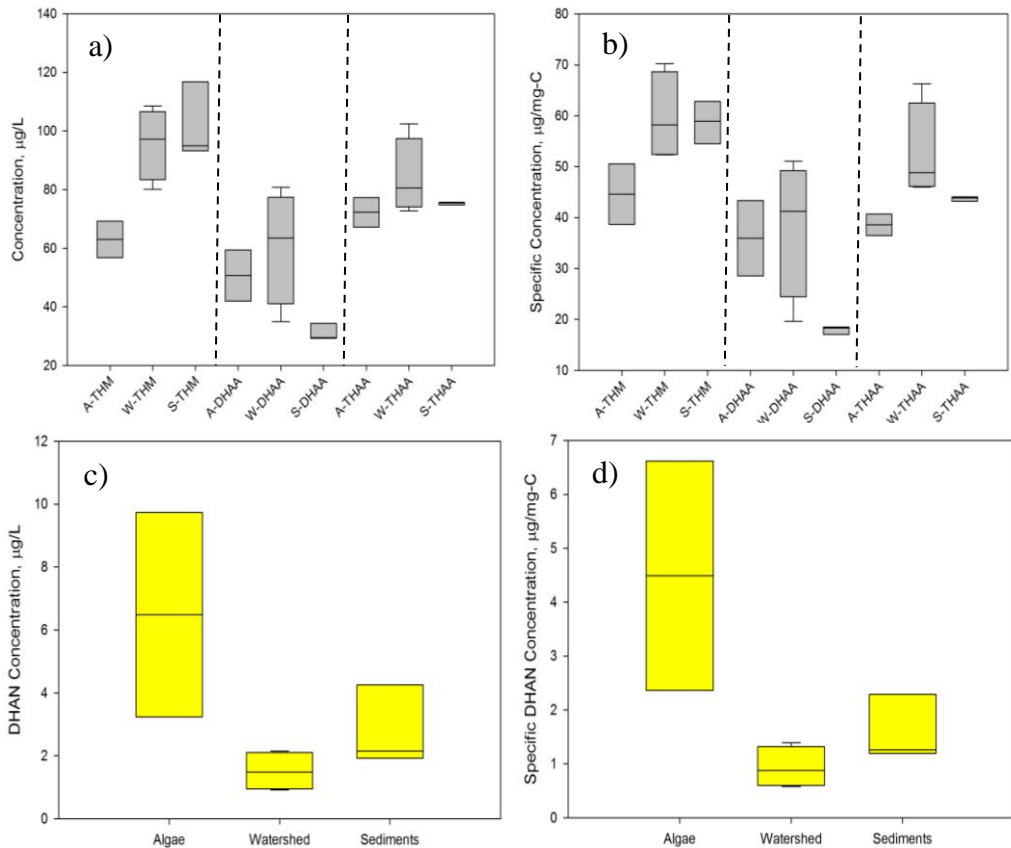 a)
Concentration, µg/L
140
120
100
80
60
40
20
A-THM
W-THM
S-THM
A-DHAA
W-DHAA
S-DHAA
A-THAA
W-THAA
S-THAA
b)
Specific Concentration, µg/mg-C
80
70
60
50
40
30
20
10
A-THM
W-THM
S-THM
A-DHAA
W-DHAA
S-DHAA
A-THAA
W-THAA
S-THAA
c)
DHAN Concentration, µg/L
12
10
8
6
4
2
0
Algae
Watershed
Sediments
d)
Specific DHAN Concentration, µg/mg-C
7
6
5
4
3
2
1
0
Algae
Watershed
Sediments